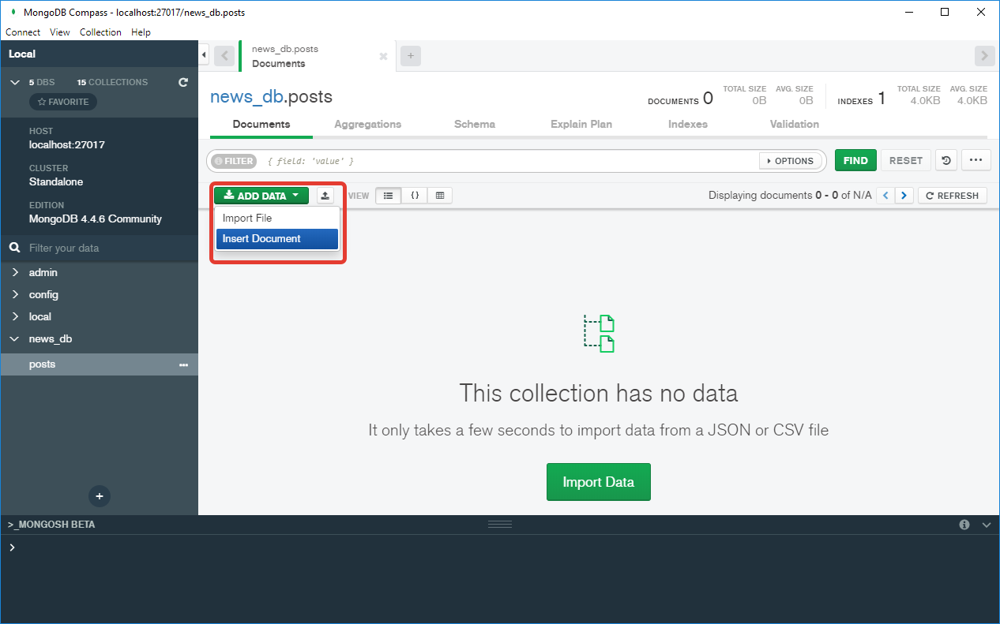 MongoDB Compass - localhost:27017/news_db.posts
Connect View Collection Help
Local
5 DBS 15 COLLECTIONS
FAVORITE
HOST
localhost:27017
CLUSTER
Standalone
EDITION
MongoDB 4.4.6 Community
Filter your data
admin
config
local
news_db
posts
news_db.posts
Documents
news_db.posts
DOCUMENTS 0
TOTAL SIZE AVG. SIZE
0B 0B
INDEXES 1
TOTAL SIZE AVG. SIZE
4.0KB 4.0KB
Documents Aggregations Schema Explain Plan Indexes Validation
FILTER { field: 'value' } OPTIONS FIND RESET
ADD DATA VIEW { } Displaying documents 0 - 0 of N/A < > REFRESH
Import File
Insert Document
This collection has no data
It only takes a few seconds to import data from a JSON or CSV file
Import Data
>_MONGOSH BETA
>